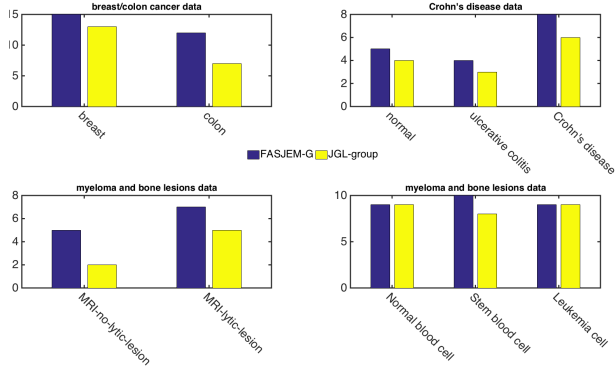 breast/colon cancer data
15
10
5
0
breast
colon
Crohn's disease data
8
6
4
2
0
normal
ulcerative colitis
Crohn's disease
FASJEM-G JGL-group
myeloma and bone lesions data
8
6
4
2
0
MRI-no-lytic-lesion
MRI-lytic-lesion
myeloma and bone lesions data
10
5
0
Normal blood cell
Stem blood cell
Leukemia cell